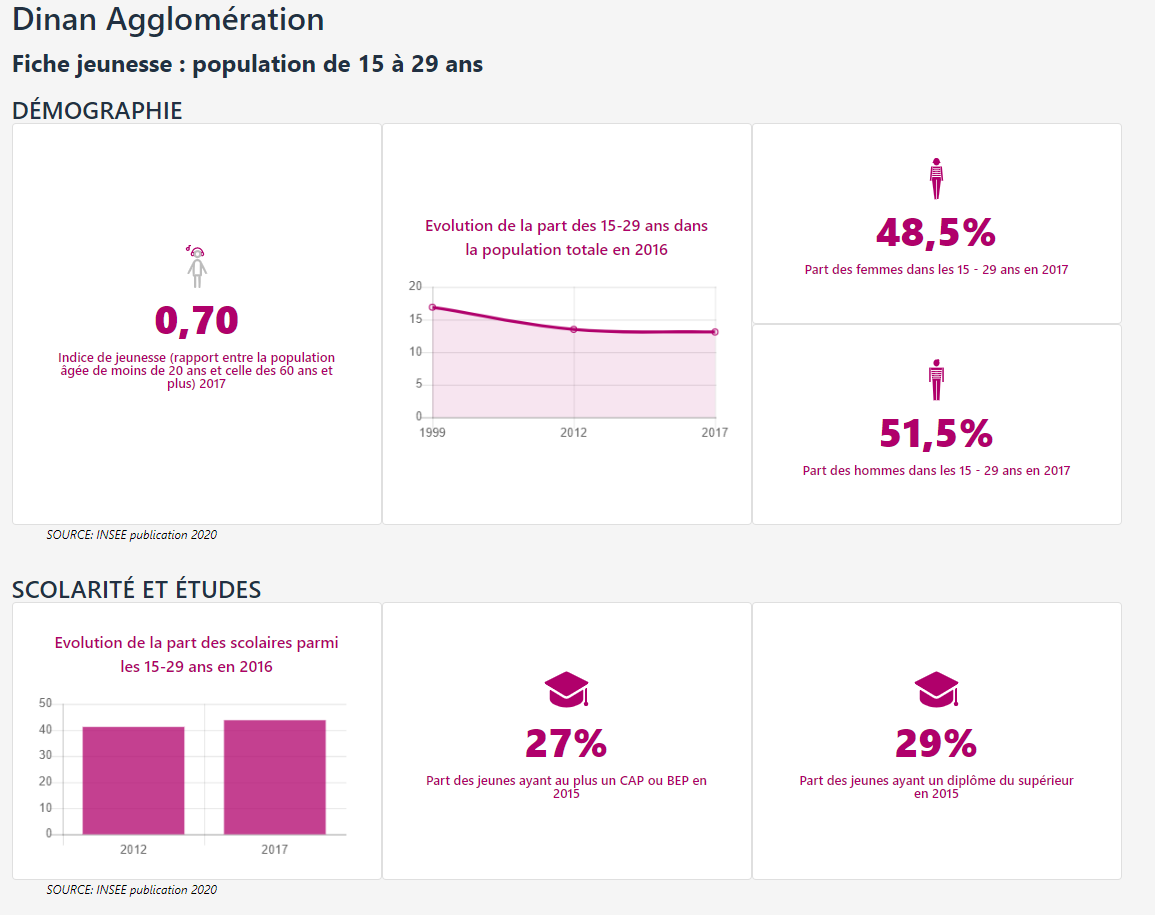 Dinan Agglomération
Fiche jeunesse : population de 15 à 29 ans
DÉMOGRAPHIE
0,70
Indice de jeunesse (rapport entre la population
âgée de moins de 20 ans et celle des 60 ans et
plus) 2017
Evolution de la part des 15-29 ans dans
la population totale en 2016
20
15
10
5
0
1999
2012
2017
48,5%
Part des femmes dans les 15 - 29 ans en 2017
51,5%
Part des hommes dans les 15 - 29 ans en 2017
SOURCE: INSEE publication 2020
SCOLARITÉ ET ÉTUDES
Evolution de la part des scolaires parmi
les 15-29 ans en 2016
50
40
30
20
10
0
2012
2017
27%
Part des jeunes ayant au plus un CAP ou BEP en
2015
29%
Part des jeunes ayant un diplôme du supérieur
en 2015
SOURCE: INSEE publication 2020